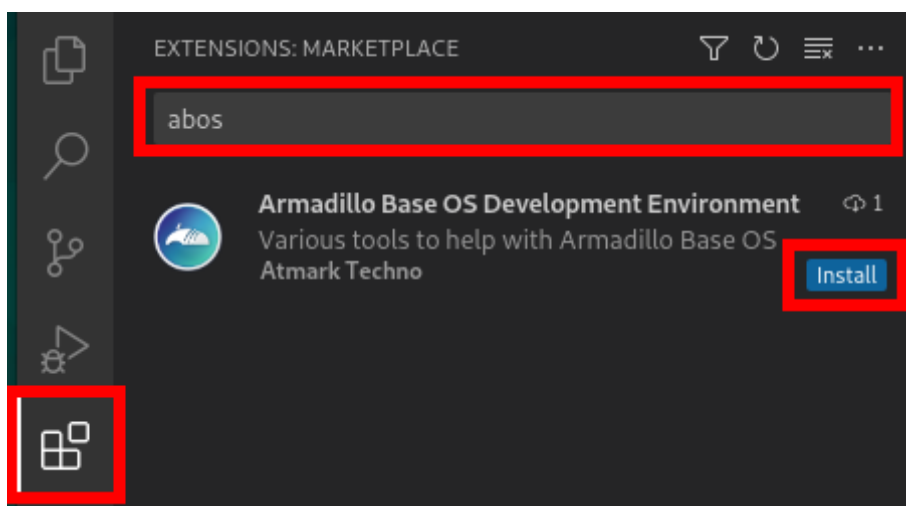 EXTENSIONS: MARKETPLACE
abos
Armadillo Base OS Development Environment 1
Various tools to help with Armadillo Base OS
Atmark Techno
Install